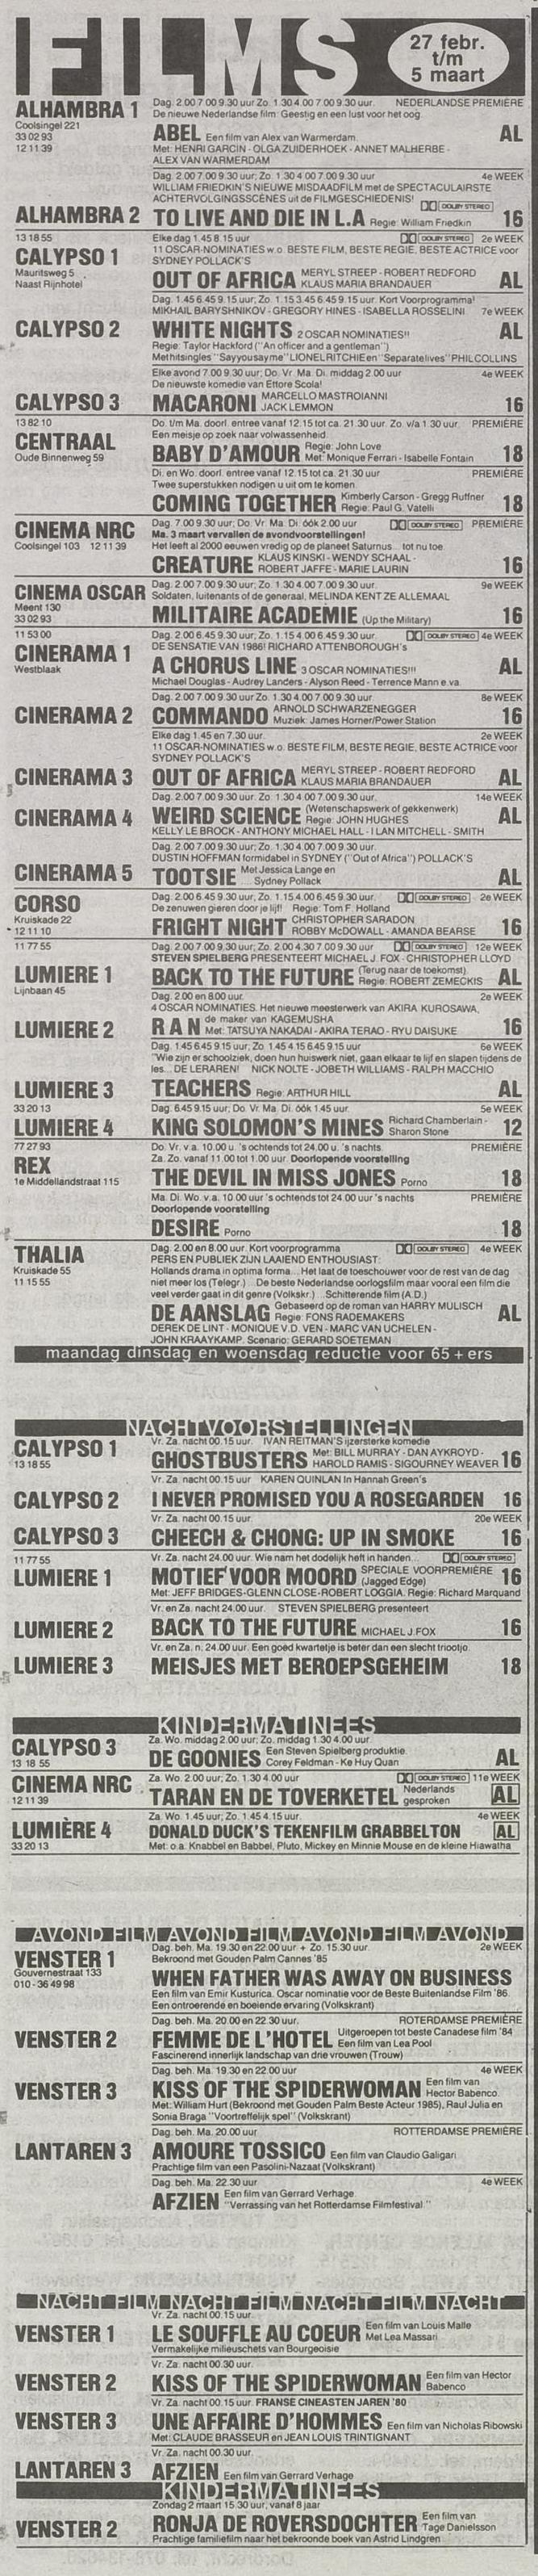 FILMS
27 febr.
t/m
5 maart
ALHAMBRA 1
Coolsingel 221
33 02 93
12 11 39
Dag. 2.00 7.00 9.30 uur Zo. 1.30 4.00 7.00 9.30 uur. NEDERLANDSE PREMIÈRE
De nieuwe Nederlandse film: Geestig en een lust voor het oog.
ABEL Een film van Alex van Warmerdam. AL
Met: HENRI GARCIN - OLGA ZUIDERHOEK - ANNET MALHERBE -
ALEX VAN WARMERDAM
Dag. 2.00 7.00 9.30 uur; Zo. 1.30 4.00 7.00 9.30 uur 4e WEEK
WILLIAM FRIEDKIN'S NIEUWE MISDAADFILM met de SPECTACULAIRSTE
ACHTERVOLGINGSSCÈNES uit de FILMGESCHIEDENIS! DOLBY STEREO
ALHAMBRA 2 TO LIVE AND DIE IN L.A Regie: William Friedkin 16
13 18 55
CALYPSO 1
Mauritsweg 5
Naast Rijnhotel
Elke dag 1.45 8.15 uur DOLBY STEREO 2e WEEK
11 OSCAR-NOMINATIES w.o. BESTE FILM, BESTE REGIE, BESTE ACTRICE voor
SYDNEY POLLACK'S
OUT OF AFRICA MERYL STREEP - ROBERT REDFORD
KLAUS MARIA BRANDAUER AL
Dag. 1.45 6.45 9.15 uur; Zo. 1.15 3.45 6.45 9.15 uur. Kort Voorprogramma!
MIKHAIL BARYSHNIKOV - GREGORY HINES - ISABELLA ROSSELINI 7e WEEK
CALYPSO 2 WHITE NIGHTS 2 OSCAR NOMINATIES!! AL
Regie: Taylor Hackford ("An officer and a gentleman")
Met hitsingles "Say you say me" LIONEL RITCHIE en "Separate lives" PHIL COLLINS
Elke avond 7.00 9.30 uur; Do. Vr. Ma. Di. middag 2.00 uur 4e WEEK
De nieuwste komedie van Ettore Scola!
CALYPSO 3 MACARONI MARCELLO MASTROIANNI
JACK LEMMON 16
13 82 10
CENTRAAL
Oude Binnenweg 59
Do. t/m Ma. doorl. entree vanaf 12.15 tot ca. 21.30 uur. Zo. v/a 1.30 uur. PREMIÈRE
Een meisje op zoek naar volwassenheid.
BABY D'AMOUR Regie: John Love
Met: Monique Ferrari - Isabelle Fontain 18
Di. en Wo. doorl. entree vanaf 12.15 tot ca. 21.30 uur PREMIÈRE
Twee superstukken nodigen u uit om te komen.
COMING TOGETHER Kimberly Carson - Gregg Ruffner
Regie: Paul G. Vatelli 18
CINEMA NRC
Coolsingel 103 12 11 39
Dag. 7.00 9.30 uur; Do. Vr. Ma. Di. óók 2.00 uur DOLBY STEREO PREMIÈRE
Ma. 3 maart vervallen de avondvoorstellingen!
Het leeft al 2000 eeuwen vredig op de planeet Saturnus... tot nu toe.
CREATURE KLAUS KINSKI - WENDY SCHAAL -
ROBERT JAFFE - MARIE LAURIN 16
CINEMA OSCAR
Meent 130
33 02 93
Dag. 2.00 7.00 9.30 uur; Zo. 1.30 4.00 7.00 9.30 uur. 9e WEEK
Soldaten, luitenants of de generaal, MELINDA KENT ZE ALLEMAAL
MILITAIRE ACADEMIE (Up the Military) 16
11 53 00
CINERAMA 1
Westblaak
Dag. 2.00 6.45 9.30 uur, Zo. 1.15 4.00 6.45 9.30 uur. DOLBY STEREO 4e WEEK
DE SENSATIE VAN 1986! RICHARD ATTENBOROUGH's
A CHORUS LINE 3 OSCAR NOMINATIES!!! AL
Michael Douglas - Audrey Landers - Alyson Reed - Terrence Mann e.va.
Dag. 2.00 7.00 9.30 uur Zo. 1.30 4.00 7.00 9.30 uur. 8e WEEK
CINERAMA 2 COMMANDO ARNOLD SCHWARZENEGGER
Muziek: James Horner/Power Station 16
Elke dag 1.45 en 7.30 uur. 2e WEEK
11 OSCAR-NOMINATIES w.o. BESTE FILM, BESTE REGIE, BESTE ACTRICE voor
SYDNEY POLLACK'S
CINERAMA 3 OUT OF AFRICA MERYL STREEP - ROBERT REDFORD
KLAUS MARIA BRANDAUER AL
Dag. 2.00 7.00 9.30 uur. Zo. 1.30 4.00 7.00 9.30 uur. 14e WEEK
CINERAMA 4 WEIRD SCIENCE (Wetenschapswerk of gekkenwerk)
Regie: JOHN HUGHES AL
KELLY LE BROCK - ANTHONY MICHAEL HALL - ILAN MITCHELL - SMITH
Dag. 2.00 7.00 9.30 uur; Zo. 1.30 4.00 7.00 9.30 uur.
DUSTIN HOFFMAN formidabel in SYDNEY ("Out of Africa") POLLACK'S
CINERAMA 5 TOOTSIE Met Jessica Lange en
Sydney Pollack AL
CORSO
Kruiskade 22
12 11 10
Dag. 2.00 6.45 9.30 uur, Zo. 1.15 4.00 6.45 9.30 uur. DOLBY STEREO 2e WEEK
De zenuwen gieren door je lijf! Regie: Tom F. Holland
FRIGHT NIGHT CHRISTOPHER SARADON
ROBBY McDOWALL - AMANDA BEARSE 16
11 77 55
LUMIERE 1
Lijnbaan 45
Dag. 2.00 7.00 9.30 uur; Zo. 2.00 4.30 7.00 9.30 uur DOLBY STEREO 12e WEEK
STEVEN SPIELBERG PRESENTEERT MICHAEL J. FOX - CHRISTOPHER LLOYD
BACK TO THE FUTURE (Terug naar de toekomst)
Regie: ROBERT ZEMECKIS AL
Dag. 2.00 en 8.00 uur. 2e WEEK
4 OSCAR NOMINATIES. Het nieuwe meesterwerk van AKIRA KUROSAWA,
de maker van KAGEMUSHA
LUMIERE 2 RAN Met: TATSUYA NAKADAI - AKIRA TERAO - RYU DAISUKE 16
Dag. 1.45 6.45 9.15 uur; Zo. 1.45 4.15 6.45 9.15 uur 6e WEEK
"Wie zijn er schoolziek, doen hun huiswerk niet, gaan elkaar te lijf en slapen tijdens de
les... DE LERAREN! NICK NOLTE - JOBETH WILLIAMS - RALPH MACCHIO
LUMIERE 3 TEACHERS Regie: ARTHUR HILL AL
33 20 13
Dag. 6.45 9.15 uur; Do. Vr. Ma. Di. óók 1.45 uur. 5e WEEK
LUMIERE 4 KING SOLOMON'S MINES Richard Chamberlain -
Sharon Stone 12
77 27 93
REX
1e Middellandstraat 115
Do. Vr. v.a. 10.00 u. 's ochtends tot 24.00 u. 's nachts. PREMIÈRE
Za. Zo. vanaf 11.00 tot 1.00 uur. Doorlopende voorstelling
THE DEVIL IN MISS JONES Porno 18
Ma. Di. Wo. v.a. 10.00 uur 's ochtends tot 24.00 uur 's nachts PREMIÈRE
Doorlopende voorstelling
DESIRE Porno 18
THALIA
Kruiskade 55
11 15 55
Dag. 2.00 en 8.00 uur. Kort voorprogramma DOLBY STEREO 4e WEEK
PERS EN PUBLIEK ZIJN LAAIEND ENTHOUSIAST:
Hollands drama in optima forma... Het laat de toeschouwer voor de rest van de dag
niet meer los (Telegr.) ...De beste Nederlandse oorlogsfilm maar vooral een film die
veel verder gaat in dit genre (Volkskr.) ...Schitterende film (A.D.)
DE AANSLAG Gebaseerd op de roman van HARRY MULISCH
Regie: FONS RADEMAKERS AL
DEREK DE LINT - MONIQUE V.D. VEN - MARC VAN UCHELEN -
JOHN KRAAYKAMP. Scenario: GERARD SOETEMAN
maandag dinsdag en woensdag reductie voor 65+ers
NACHTVOORSTELLINGEN
CALYPSO 1
13 18 55
Vr. Za. nacht 00.15 uur. IVAN REITMAN'S ijzersterke komedie
GHOSTBUSTERS Met: BILL MURRAY - DAN AYKROYD -
HAROLD RAMIS - SIGOURNEY WEAVER 16
Vr. Za. nacht 00.15 uur KAREN QUINLAN In Hannah Green's
CALYPSO 2 I NEVER PROMISED YOU A ROSEGARDEN 16
Vr. Za. nacht 00.15 uur. 20e WEEK
CALYPSO 3 CHEECH & CHONG: UP IN SMOKE 16
11 77 55
Vr. Za. nacht 24.00 uur. Wie nam het dodelijk heft in handen... DOLBY STEREO
LUMIERE 1 MOTIEF VOOR MOORD SPECIALE VOORPREMIÈRE
(Jagged Edge) 16
Met: JEFF BRIDGES-GLENN CLOSE-ROBERT LOGGIA. Regie: Richard Marquand
Vr. en Za. nacht 24.00 uur. STEVEN SPIELBERG presenteert
LUMIERE 2 BACK TO THE FUTURE MICHAEL J. FOX 16
Vr. en Za. n. 24.00 uur. Een goed kwartetje is beter dan een slecht triootje.
LUMIERE 3 MEISJES MET BEROEPSGEHEIM 18
KINDERMATINEES
CALYPSO 3
13 18 55
Za. Wo. middag 2.00 uur; Zo. middag 1.30 4.00 uur.
DE GOONIES Een Steven Spielberg produktie.
Corey Feldman - Ke Huy Quan AL
CINEMA NRC
12 11 39
Za. Wo. 2.00 uur; Zo. 1.30 4.00 uur DOLBY STEREO 11e WEEK
TARAN EN DE TOVERKETEL Nederlands
gesproken AL
LUMIÈRE 4
33 20 13
Za. Wo. 1.45 uur; Zo. 1.45 4.15 uur. 4e WEEK
DONALD DUCK'S TEKENFILM GRABBELTON AL
Met: o.a. Knabbel en Babbel, Pluto, Mickey en Minnie Mouse en de kleine Hiawatha
AVOND FILM AVOND FILM AVOND FILM AVOND
VENSTER 1
Gouvernestraat 133
010 - 36 49 98
Dag. beh. Ma. 19.30 en 22.00 uur + Zo. 15.30 uur. 2e WEEK
Bekroond met Gouden Palm Cannes '85
WHEN FATHER WAS AWAY ON BUSINESS
Een film van Emir Kusturica. Oscar nominatie voor de Beste Buitenlandse Film '86.
Een ontroerende en boeiende ervaring (Volkskrant)
Dag. beh. Ma. 20.00 en 22.30 uur. ROTERDAMSE PREMIÈRE
VENSTER 2 FEMME DE L'HOTEL Uitgeroepen tot beste Canadese film '84
Een film van Lea Pool
Fascinerend innerlijk landschap van drie vrouwen (Trouw)
Dag. beh. Ma. 19.30 en 22.00 uur 4e WEEK
VENSTER 3 KISS OF THE SPIDERWOMAN Een film van
Hector Babenco.
Met: William Hurt (Bekroond met Gouden Palm Beste Acteur 1985), Raul Julia en
Sonia Braga "Voortreffelijk spel" (Volkskrant)
Dag. beh. Ma. 20.00 uur ROTTERDAMSE PREMIÈRE
LANTAREN 3 AMOURE TOSSICO Een film van Claudio Galigari
Prachtige film van een Pasolini-Nazaat (Volkskrant)
Dag. beh. Ma. 22.30 uur 4e WEEK
AFZIEN Een film van Gerrard Verhage.
"Verrassing van het Rotterdamse Filmfestival."
NACHT FILM NACHT FILM NACHT FILM NACHT
Vr. Za. nacht 00.15 uur.
VENSTER 1 LE SOUFFLE AU COEUR Een film van Louis Malle
Met Lea Massari
Vermakelijke milieuschets van Bourgeoisie
Vr. Za. nacht 00.30 uur.
VENSTER 2 KISS OF THE SPIDERWOMAN Een film van Hector
Babenco
Vr. Za. nacht 00.15 uur. FRANSE CINEASTEN JAREN '80
VENSTER 3 UNE AFFAIRE D'HOMMES Een film van Nicholas Ribowski
Met: CLAUDE BRASSEUR en JEAN LOUIS TRINTIGNANT
Vr. Za. nacht 00.30 uur.
LANTAREN 3 AFZIEN Een film van Gerrard Verhage
KINDERMATINEES
Zondag 2 maart 15.30 uur, vanaf 8 jaar
VENSTER 2 RONJA DE ROVERSDOCHTER Een film van
Tage Danielsson
Prachtige familiefilm naar het bekroonde boek van Astrid Lindgren